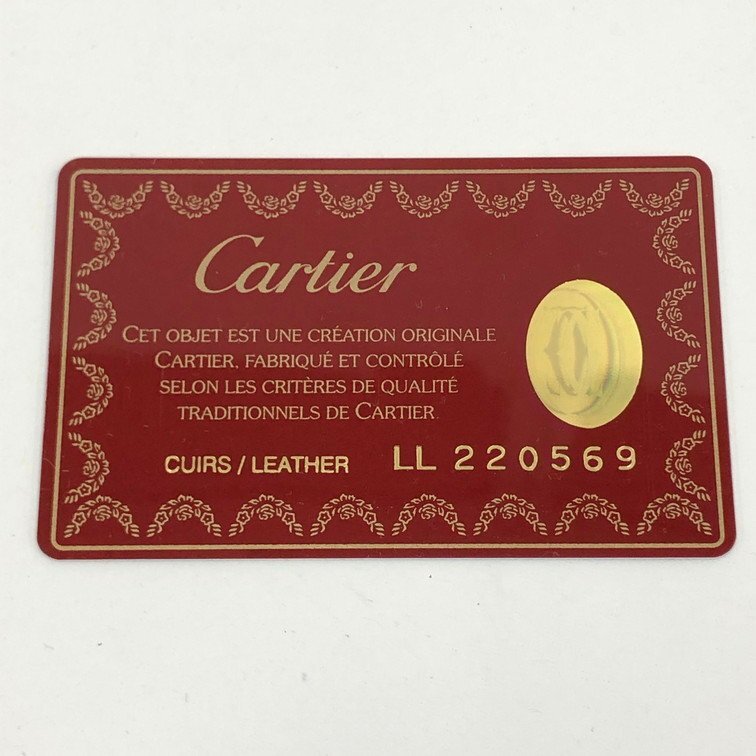 Cartier
CET OBJET EST UNE CRÉATION ORIGINALE
CARTIER, FABRIQUÉ ET CONTRÔLÉ
SELON LES CRITÈRES DE QUALITÉ
TRADITIONNELS DE CARTIER.
CUIRS / LEATHER LL 220569